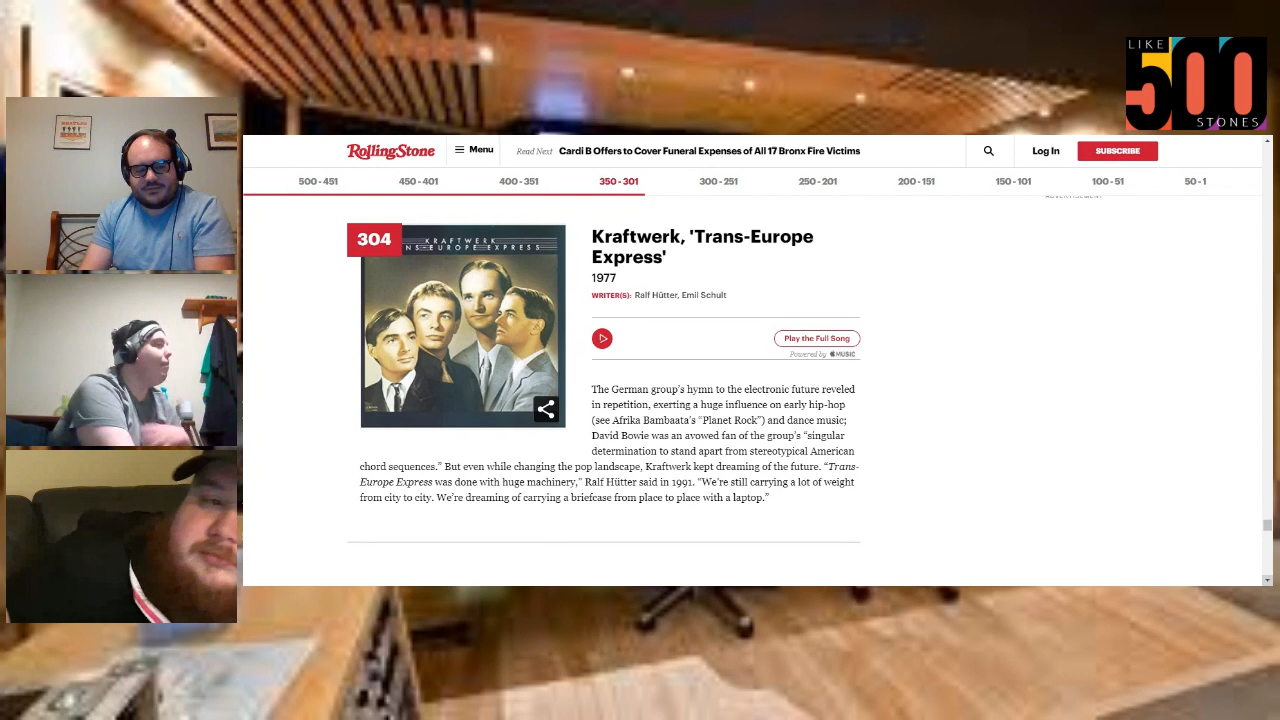 LIKE
500
STONES
RollingStone
Menu
Read Next Cardi B Offers to Cover Funeral Expenses of All 17 Bronx Fire Victims
Log In
SUBSCRIBE
500 - 451 450 - 401 400 - 351 350 - 301 300 - 251 250 - 201 200 - 151 150 - 101 100 - 51 50 - 1
ADVERTISEMENT
304
KRAFTWERK
NS-EUROPE EXPRESS
Kraftwerk, 'Trans-Europe
Express'
1977
WRITER(S): Ralf Hütter, Emil Schult
Play the Full Song
Powered by MUSIC
The German group's hymn to the electronic future reveled
in repetition, exerting a huge influence on early hip-hop
(see Afrika Bambaata's “Planet Rock”) and dance music;
David Bowie was an avowed fan of the group's “singular
determination to stand apart from stereotypical American
chord sequences.” But even while changing the pop landscape, Kraftwerk kept dreaming of the future. “Trans-
Europe Express was done with huge machinery,” Ralf Hütter said in 1991. “We're still carrying a lot of weight
from city to city. We're dreaming of carrying a briefcase from place to place with a laptop.”